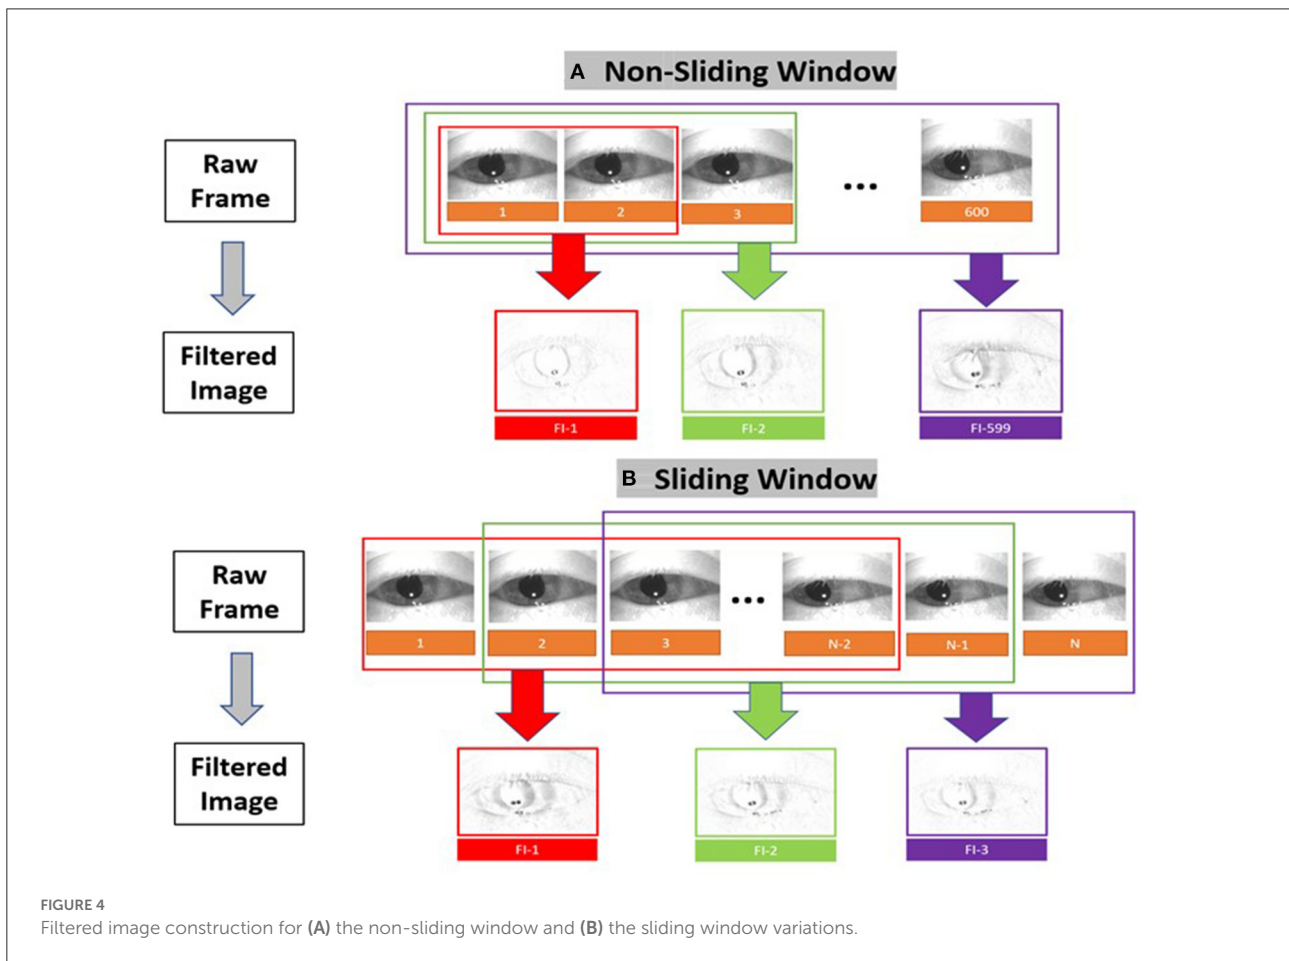 A Non-Sliding Window
Raw
Frame
1 2 3 ... 600
Filtered
Image
FI-1 FI-2 FI-599
B Sliding Window
Raw
Frame
1 2 3 ... N-2 N-1 N
Filtered
Image
FI-1 FI-2 FI-3
FIGURE 4
Filtered image construction for (A) the non-sliding window and (B) the sliding window variations.